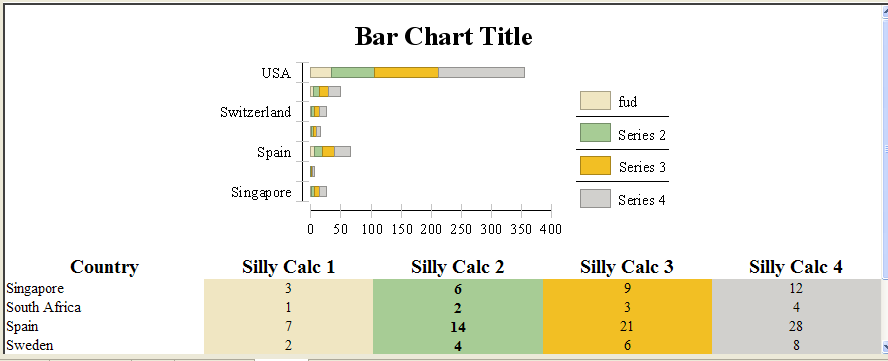 Bar Chart Title
USA
Switzerland
Spain
Singapore
0 50 100 150 200 250 300 350 400
fud
Series 2
Series 3
Series 4
Country Silly Calc 1 Silly Calc 2 Silly Calc 3 Silly Calc 4
Singapore 3 6 9 12
South Africa 1 2 3 4
Spain 7 14 21 28
Sweden 2 4 6 8